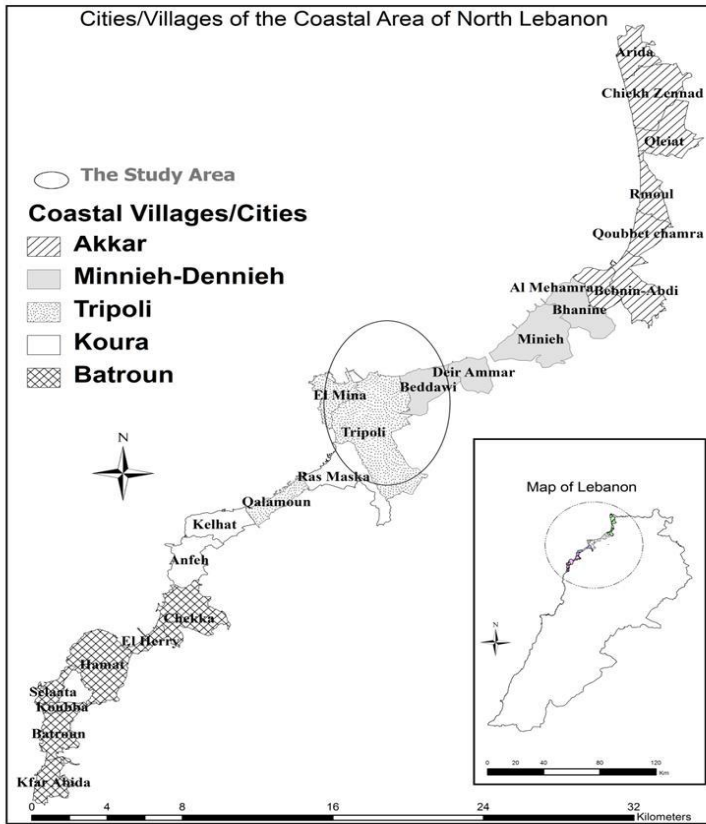 Cities/Villages of the Coastal Area of North Lebanon
Arida
Chiekh Zennad
Qleiat
The Study Area
Rmoul
Coastal Villages/Cities
Qoubbet chamra
Akkar
Minnieh-Dennieh
Al Mehamra
Bebnin-Abdi
Bhanine
Tripoli
Minieh
Koura
Deir Ammar
Batroun
El Mina
Beddawi
Tripoli
N
Ras Maska
Qalamoun
Kelhat
Anfeh
Chekka
El Herry
Hamat
Selaata
Koubba
Batroun
Kfar Abida
Map of Lebanon
N
0 20 40 80 120
Km
0 4 8 16 24 32
Kilometers